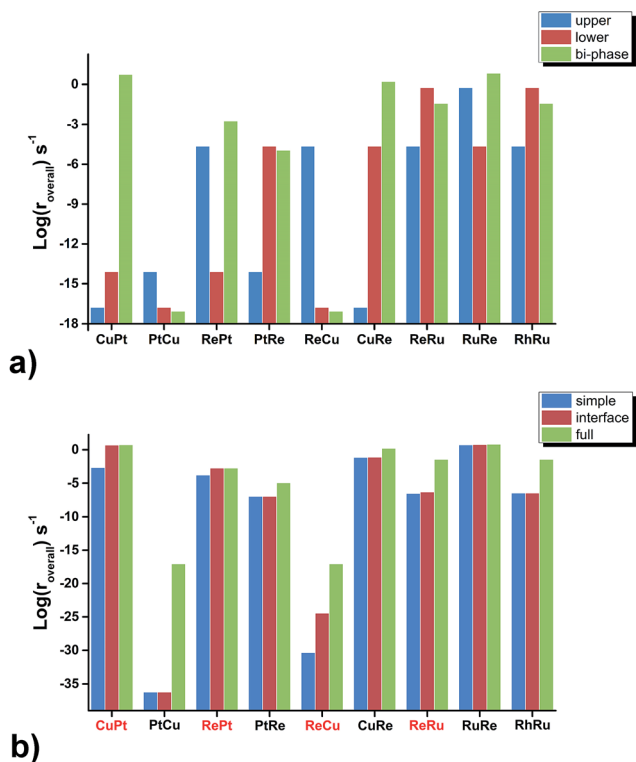 upper
lower
bi-phase
0
-3
-6
-9
-12
-15
-18
Log(r_overall) s^-1
CuPt PtCu RePt PtRe ReCu CuRe ReRu RuRe RhRu
a)
simple
interface
full
0
-5
-10
-15
-20
-25
-30
-35
Log(r_overall) s^-1
CuPt PtCu RePt PtRe ReCu CuRe ReRu RuRe RhRu
b)